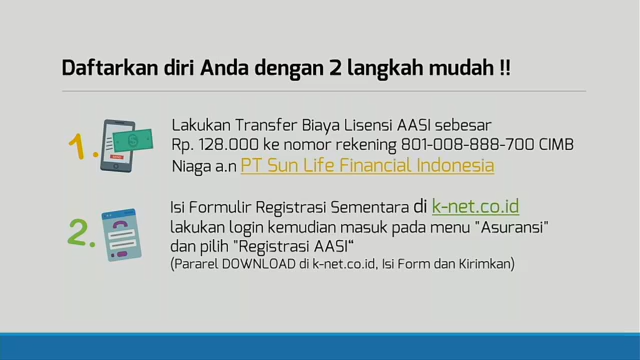 Daftarkan diri Anda dengan 2 langkah mudah !!
1.
Lakukan Transfer Biaya Lisensi AASI sebesar
Rp. 128.000 ke nomor rekening 801-008-888-700 CIMB
Niaga a.n PT Sun Life Financial Indonesia
2.
Isi Formulir Registrasi Sementara di k-net.co.id
lakukan login kemudian masuk pada menu "Asuransi"
dan pilih "Registrasi AASI"
(Pararel DOWNLOAD di k-net.co.id, Isi Form dan Kirimkan)